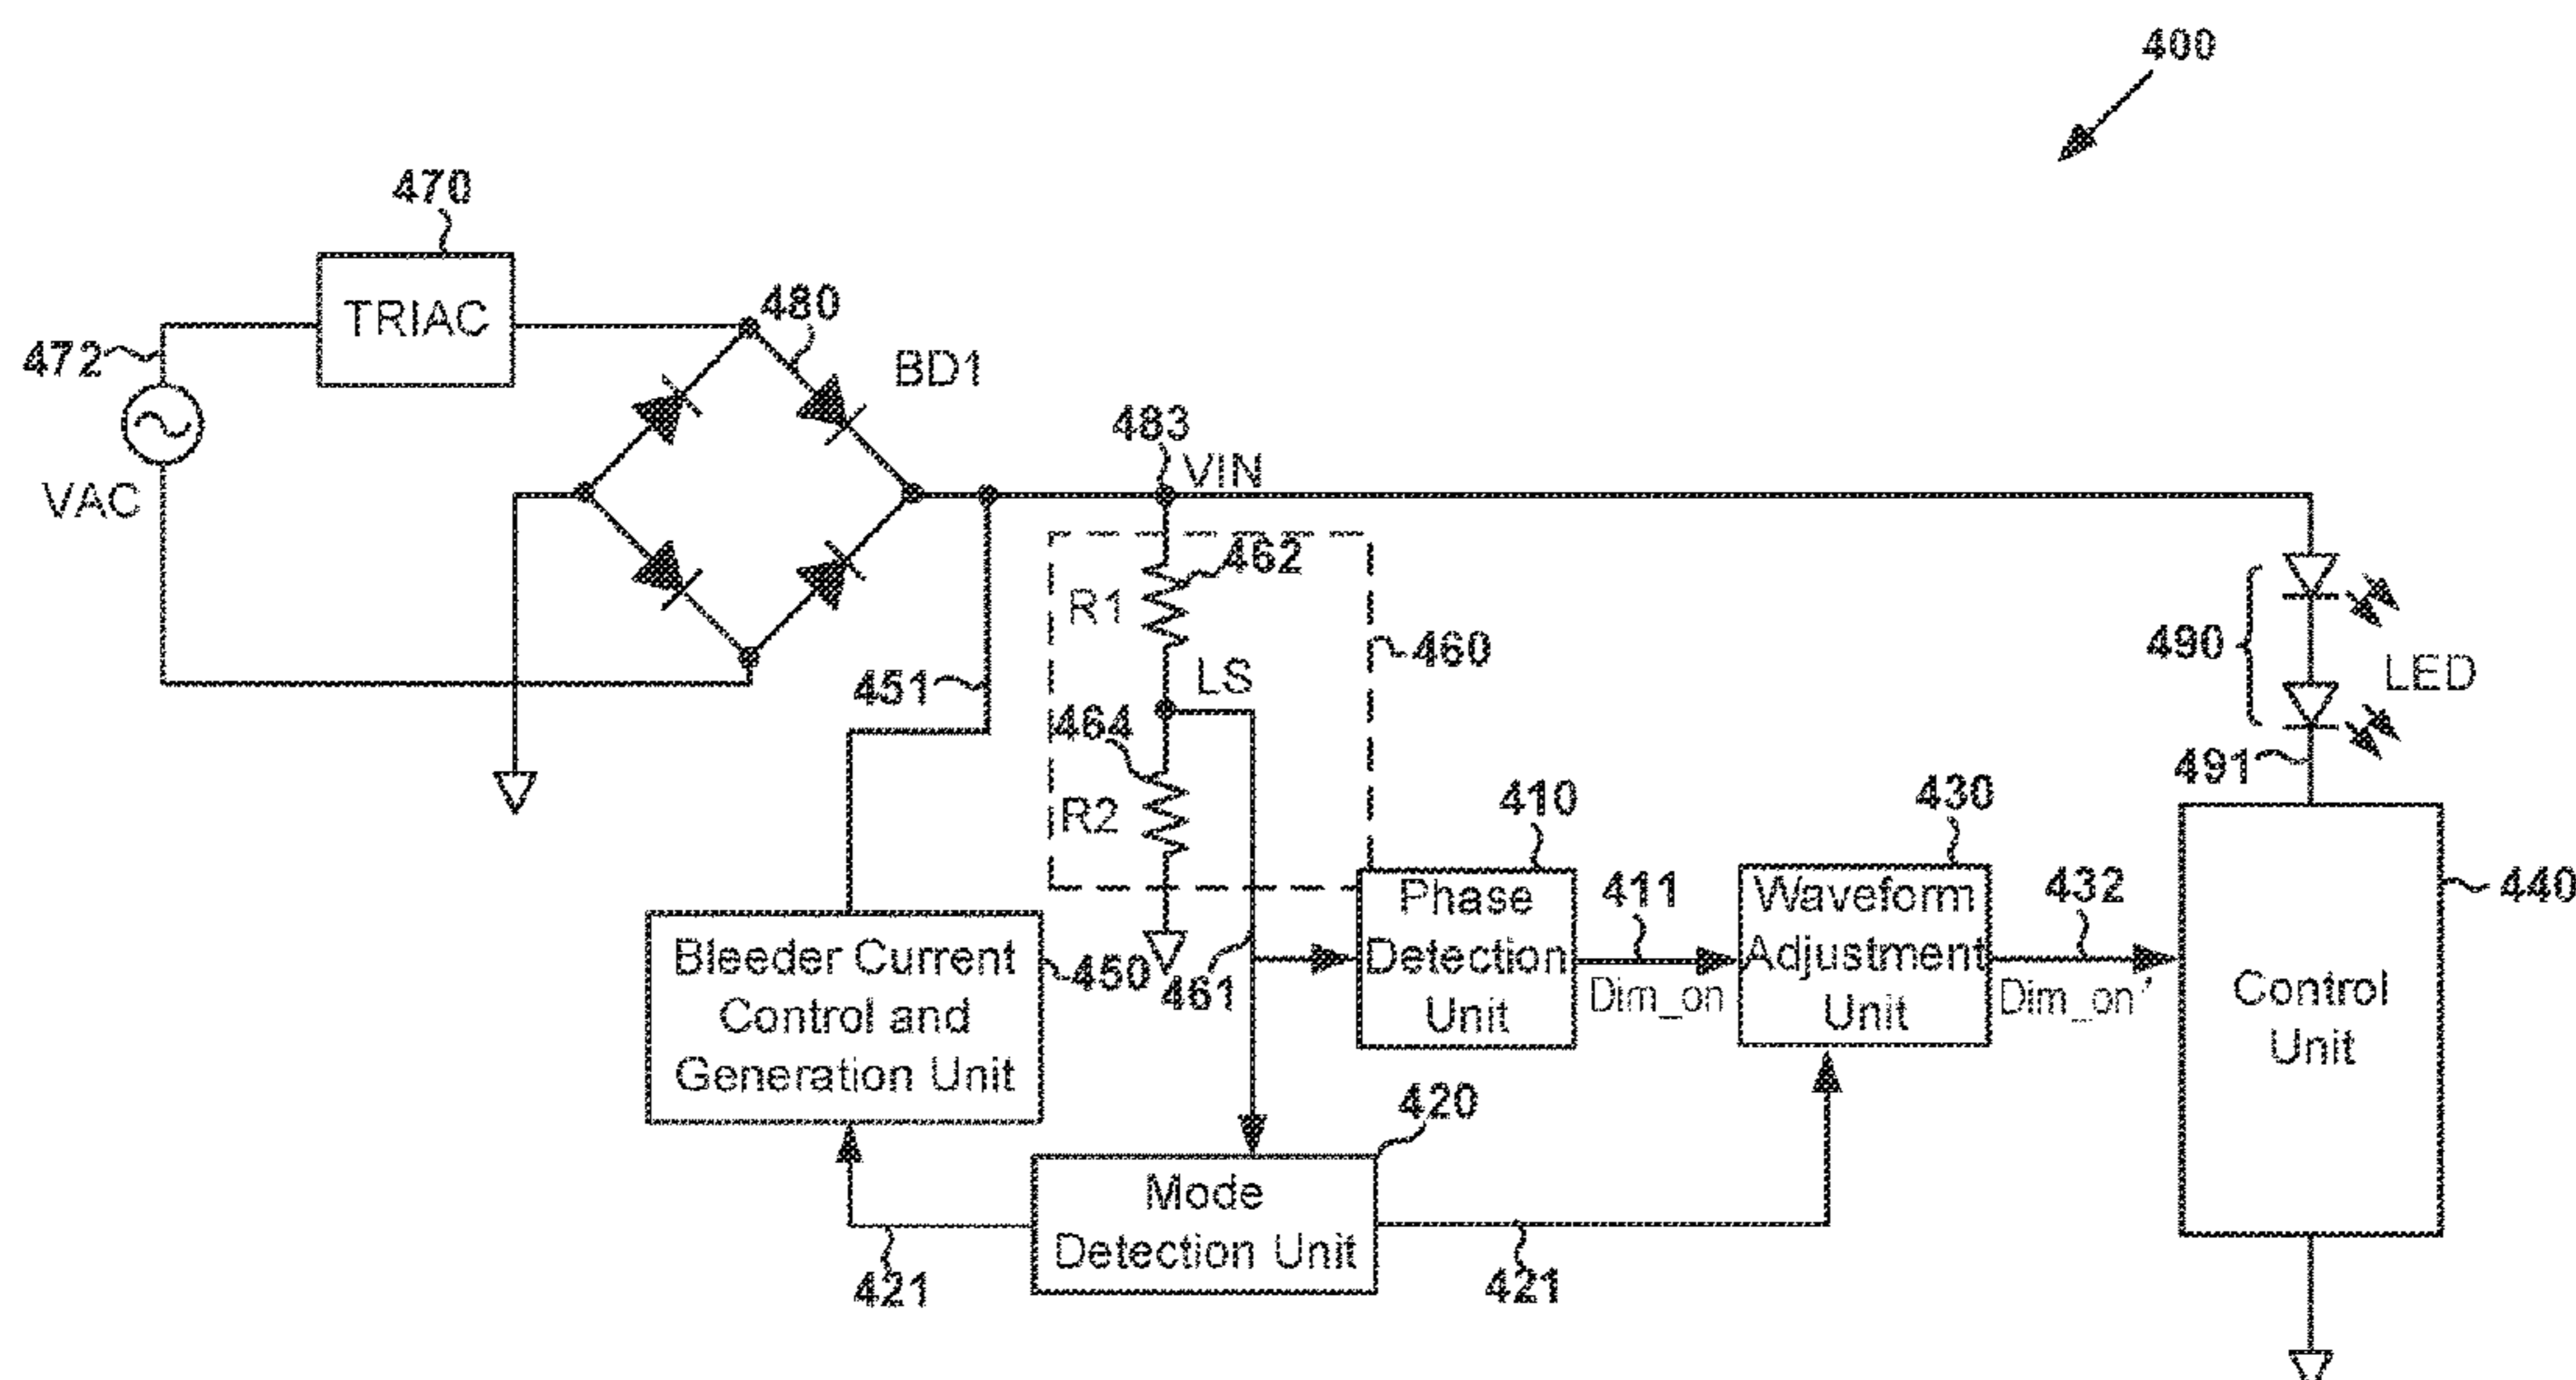 400
470
TRIAC
480
BD1
472
VAC
483
VIN
462
R1
460
LS
451
464
R2
490
LED
491
410
430
Phase
Detection
Unit
411
Dim_on
Waveform
Adjustment
Unit
432
Dim_on'
440
Control
Unit
Bleeder Current
Control and
Generation Unit
450
461
420
Mode
Detection Unit
421
421